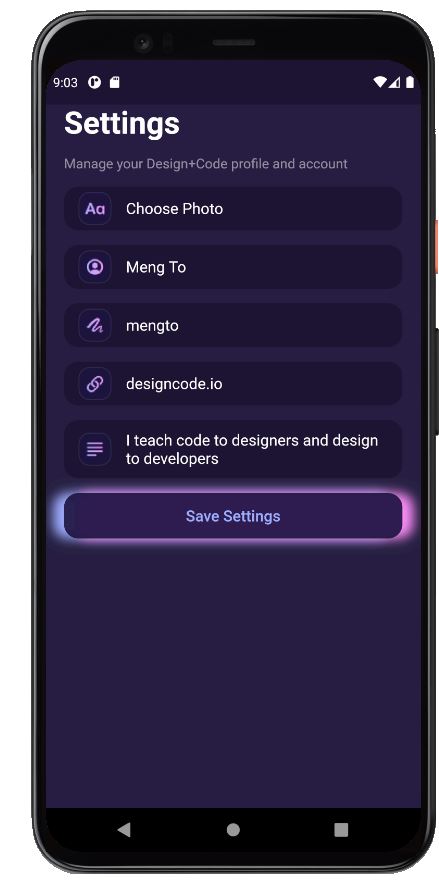 9:03
Settings
Manage your Design+Code profile and account
Aa Choose Photo
Meng To
mengto
designcode.io
I teach code to designers and design
to developers
Save Settings